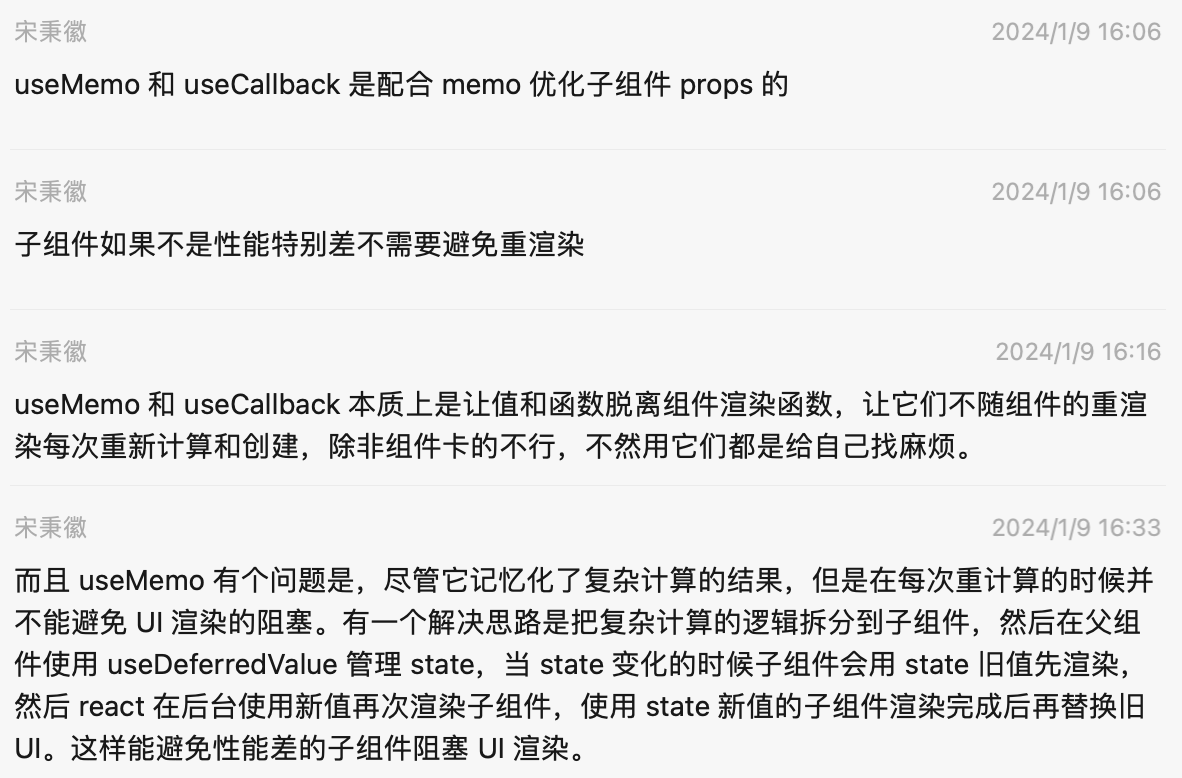 宋秉徽 2024/1/9 16:06
useMemo 和 useCallback 是配合 memo 优化子组件 props 的
宋秉徽 2024/1/9 16:06
子组件如果不是性能特别差不需要避免重渲染
宋秉徽 2024/1/9 16:16
useMemo 和 useCallback 本质上是让值和函数脱离组件渲染函数，让它们不随组件的重渲
染每次重新计算和创建，除非组件卡的不行，不然用它们都是给自己找麻烦。
宋秉徽 2024/1/9 16:33
而且 useMemo 有个问题是，尽管它记忆化了复杂计算的结果，但是在每次重计算的时候并
不能避免 UI 渲染的阻塞。有一个解决思路是把复杂计算的逻辑拆分到子组件，然后在父组
件使用 useDeferredValue 管理 state，当 state 变化的时候子组件会用 state 旧值先渲染，
然后 react 在后台使用新值再次渲染子组件，使用 state 新值的子组件渲染完成后再替换旧
UI。这样能避免性能差的子组件阻塞 UI 渲染。